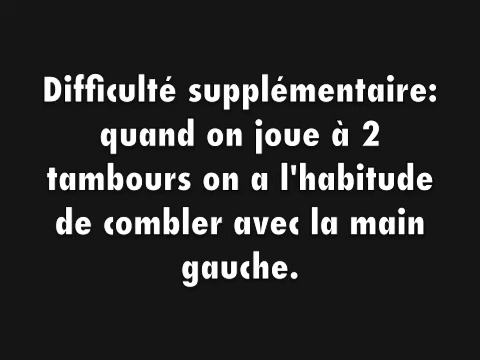 Difficulté supplémentaire:
quand on joue à 2
tambours on a l'habitude
de combler avec la main
gauche.